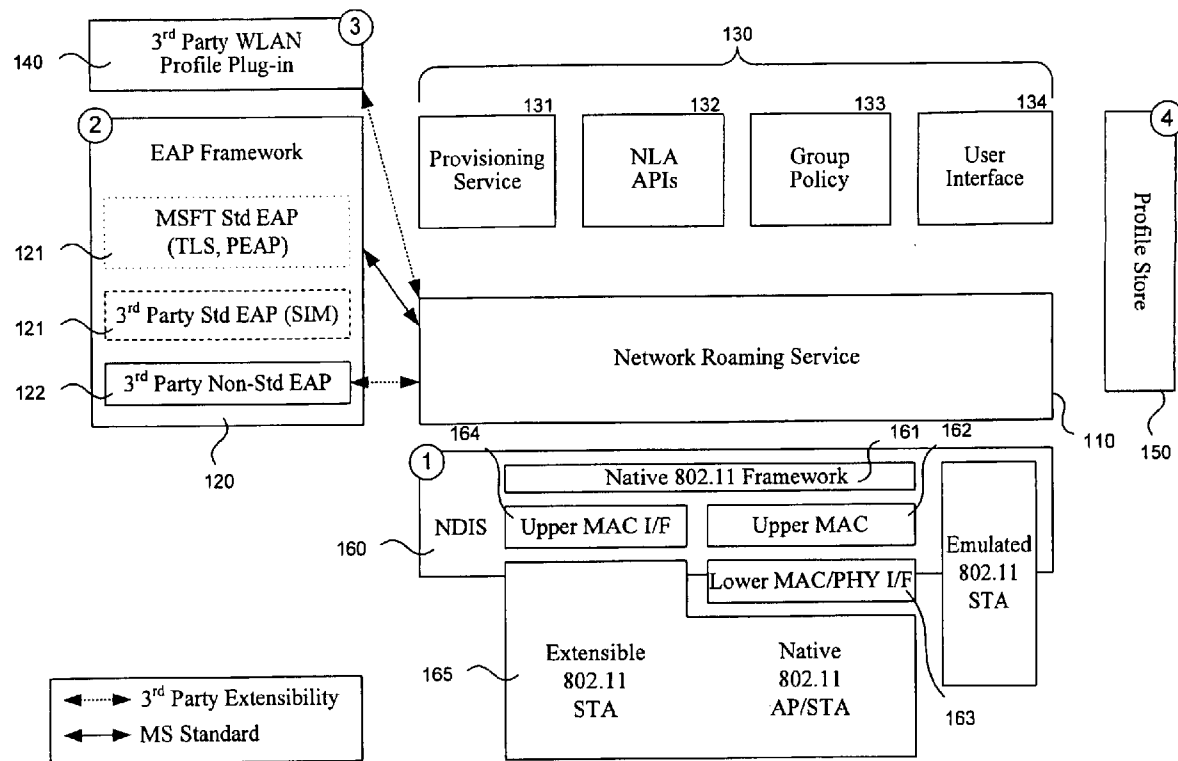 3
3rd Party WLAN
Profile Plug-in
140
130
131
132
133
134
2
4
EAP Framework
Provisioning
Service
NLA
APIs
Group
Policy
User
Interface
Profile Store
MSFT Std EAP
(TLS, PEAP)
121
3rd Party Std EAP (SIM)
121
Network Roaming Service
3rd Party Non-Std EAP
122
120
164
161
162
110
150
1
Native 802.11 Framework
NDIS
Upper MAC I/F
Upper MAC
160
Emulated
802.11
STA
Lower MAC/PHY I/F
Extensible
802.11
STA
Native
802.11
AP/STA
165
163
3rd Party Extensibility
MS Standard